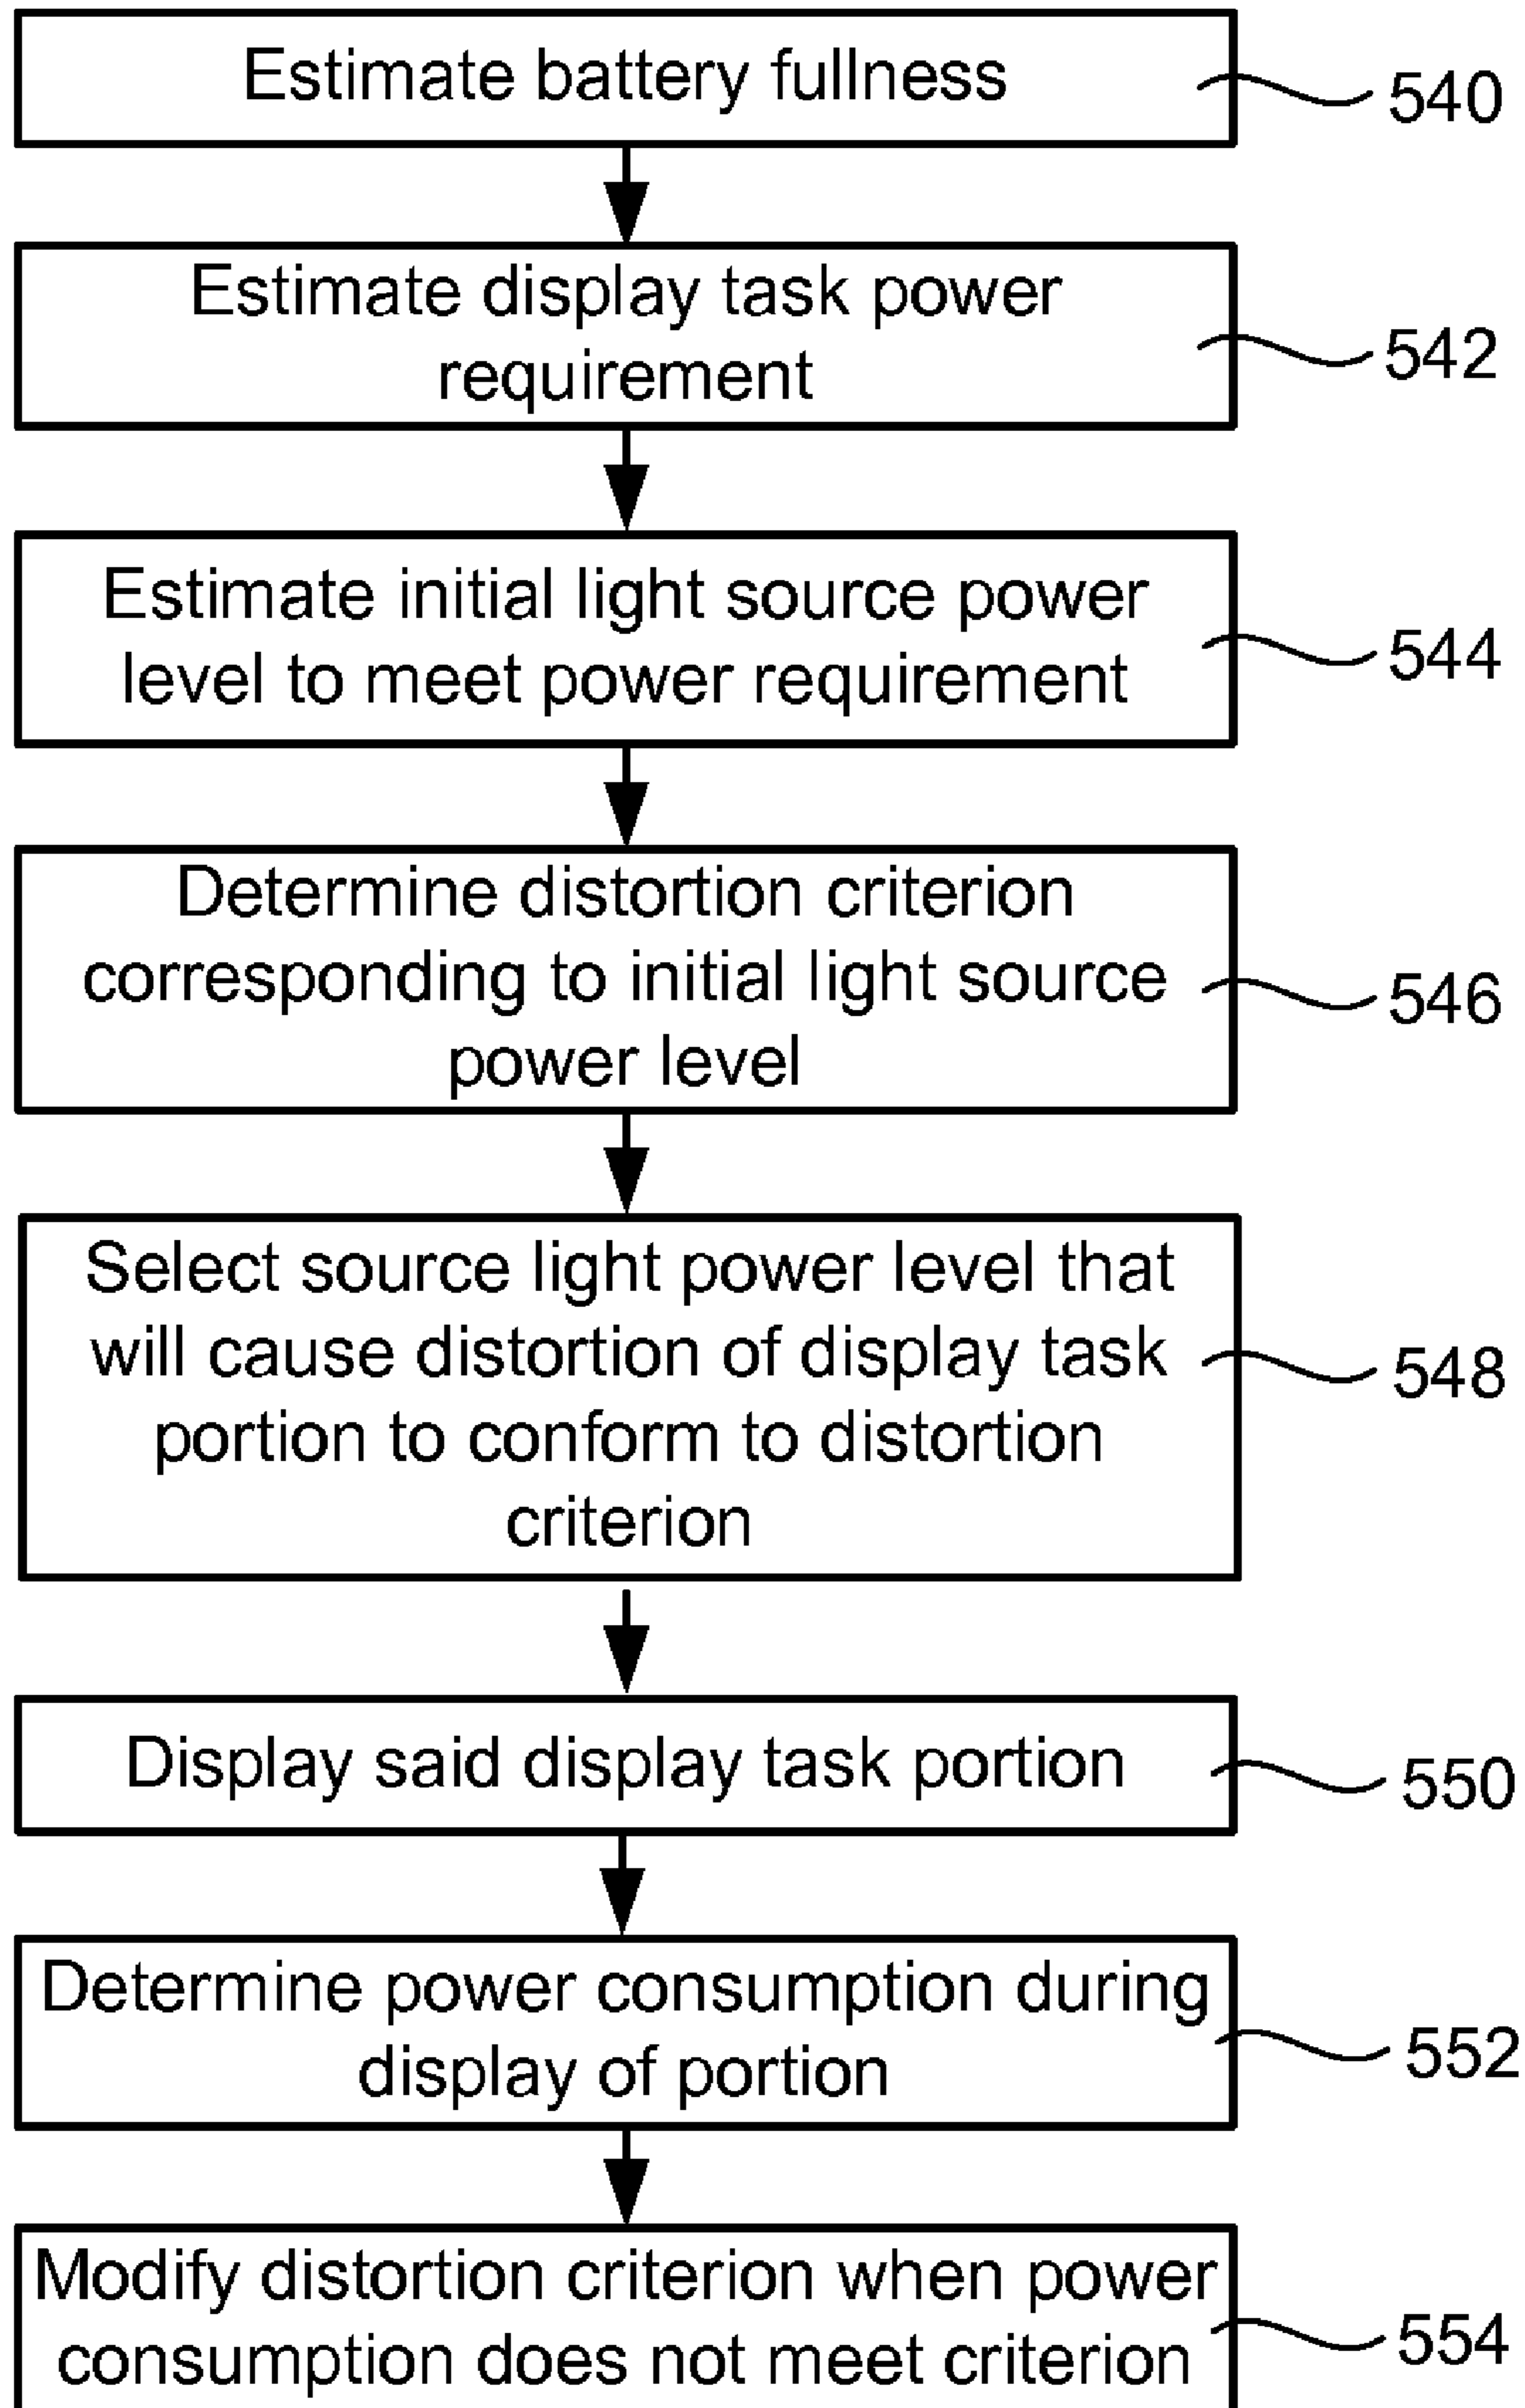 Estimate battery fullness
540
Estimate display task power
requirement
542
Estimate initial light source power
level to meet power requirement
544
Determine distortion criterion
corresponding to initial light source
power level
546
Select source light power level that
will cause distortion of display task
portion to conform to distortion
criterion
548
Display said display task portion
550
Determine power consumption during
display of portion
552
Modify distortion criterion when power
consumption does not meet criterion
554